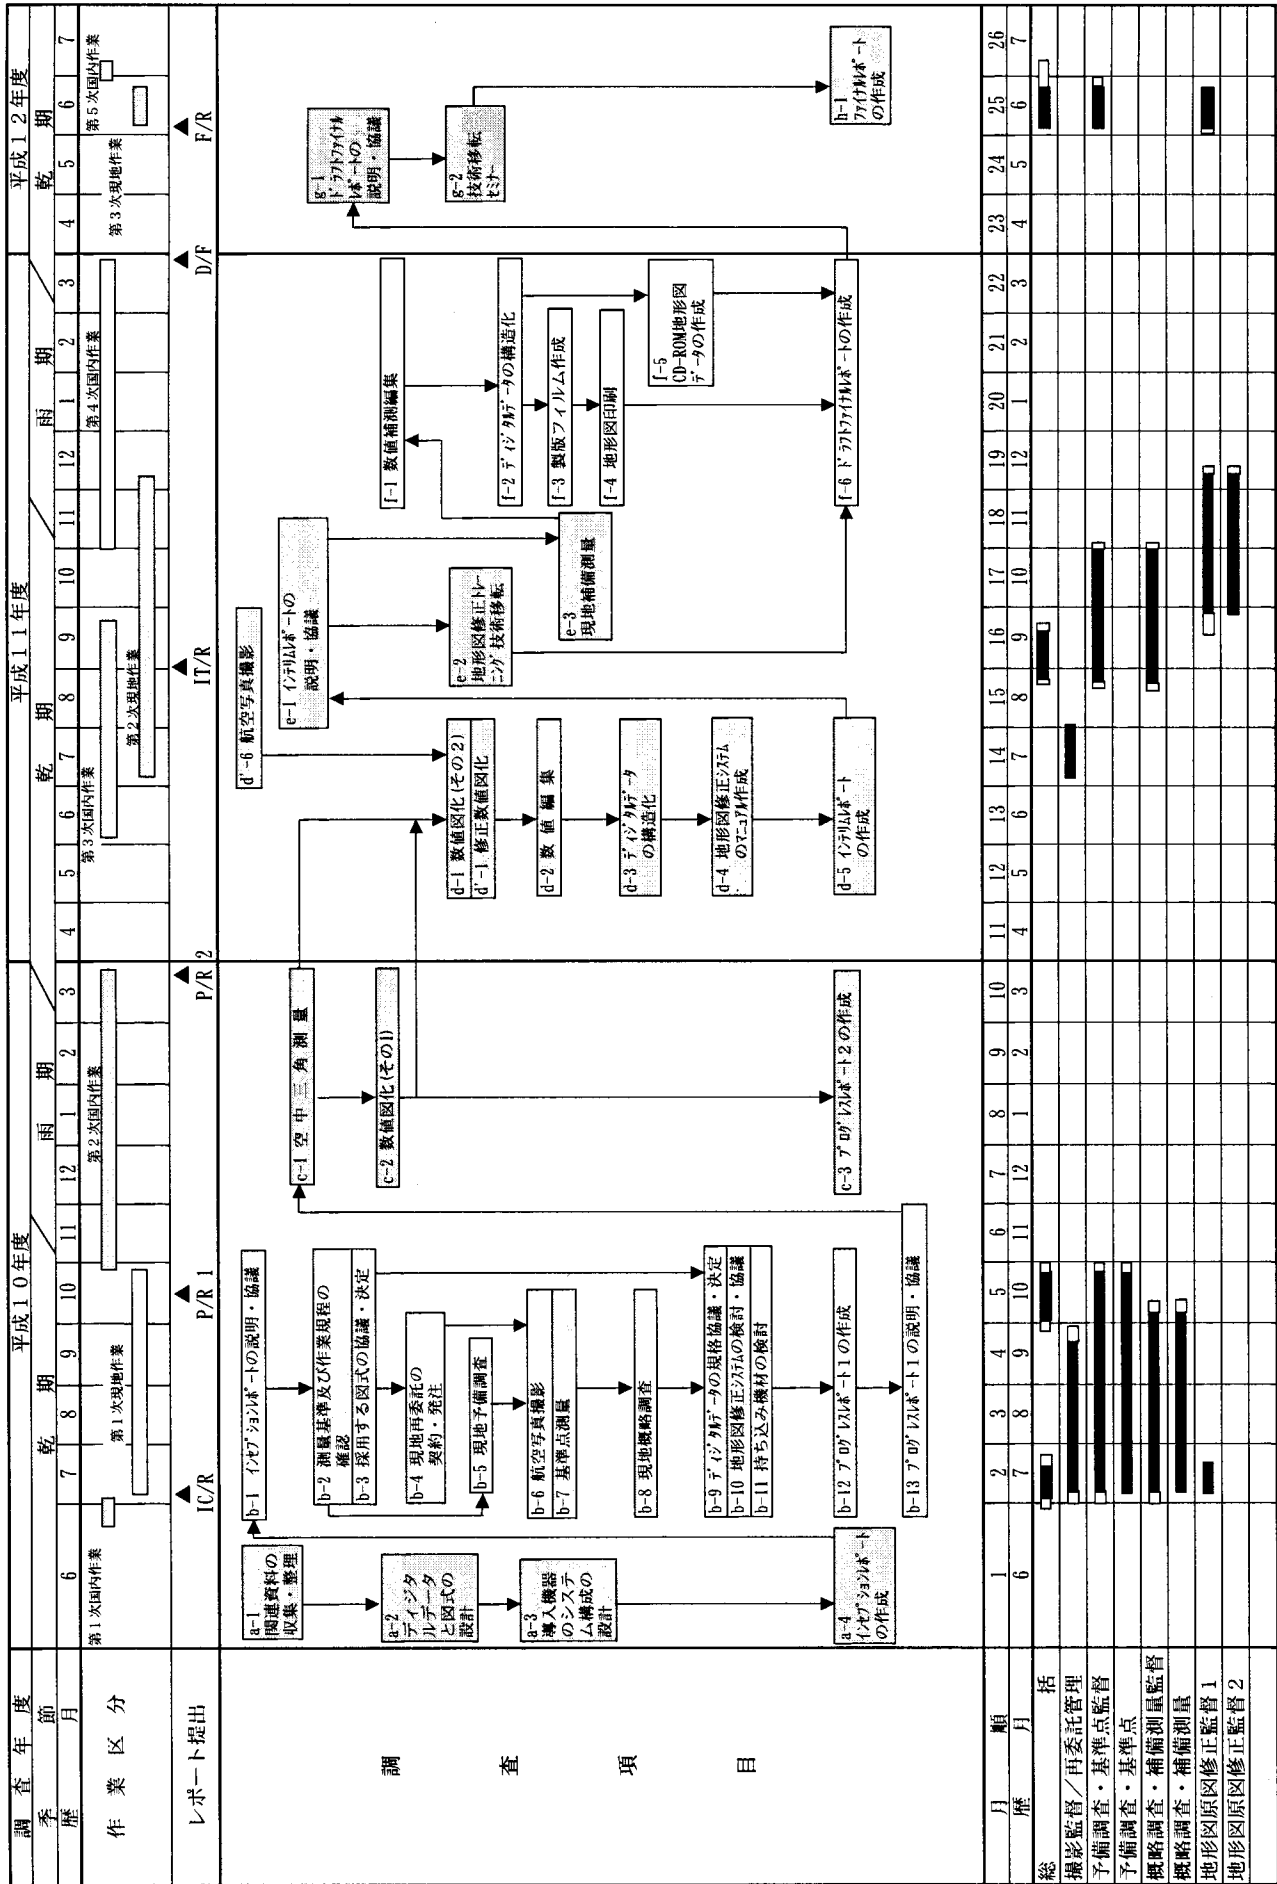 調査年度 平成10年度 平成11年度 平成12年度
季節 乾期 雨期 乾期 雨期 乾期
暦月 6 7 8 9 10 11 12 1 2 3 4 5 6 7 8 9 10 11 12 1 2 3 4 5 6 7
作業区分
第1次国内作業
第1次現地作業
第2次国内作業
第3次国内作業
第2次現地作業
第4次国内作業
第3次現地作業
第5次国内作業
レポート提出
IC/R P/R 1 P/R 2 IT/R D/F F/R
調査項目
a-1
関連資料の
収集・整理
a-2
ディジタ
ルデータ
と図式の
設計
a-3
導入機器
のシステ
ム構成の
設計
a-4
インセプションレポート
の作成
b-1 インセプションレポートの説明・協議
b-2 測量基準及び作業規程の
確認
b-3 採用する図式の協議・決定
b-4 現地再委託の
契約・発注
b-5 現地予備調査
b-6 航空写真撮影
b-7 基準点測量
b-8 現地概略調査
b-9 ディジタルデータの規格協議・決定
b-10 地形図修正システムの検討・協議
b-11 持ち込み機材の検討
b-12 プログレスレポート1の作成
b-13 プログレスレポート1の説明・協議
c-1 空中三角測量
c-2 数値図化(その1)
c-3 プログレスレポート2の作成
d'-6 航空写真撮影
d-1 数値図化(その2)
d'-1 修正数値図化
d-2 数値編集
d-3 ディジタルデータ
の構造化
d-4 地形図修正システム
のマニュアル作成
d-5 インテリムレポート
の作成
e-1 インテリムレポートの
説明・協議
e-2
地形図修正トレー
ニング技術移転
e-3
現地補備測量
f-1 数値補測編集
f-2 ディジタルデータの構造化
f-3 製版フィルム作成
f-4 地形図印刷
f-5
CD-ROM地形図
データの作成
f-6 ドラフトファイナルレポートの作成
g-1
ドラフトファイナル
レポートの
説明・協議
g-2
技術移転
セミナー
h-1
ファイナルレポート
の作成
月順 1 2 3 4 5 6 7 8 9 10 11 12 13 14 15 16 17 18 19 20 21 22 23 24 25 26
暦月 6 7 8 9 10 11 12 1 2 3 4 5 6 7 8 9 10 11 12 1 2 3 4 5 6 7
総括
撮影監督/再委託管理
予備調査・基準点監督
予備調査・基準点
概略調査・補備測量監督
概略調査・補備測量
地形図原図修正監督1
地形図原図修正監督2